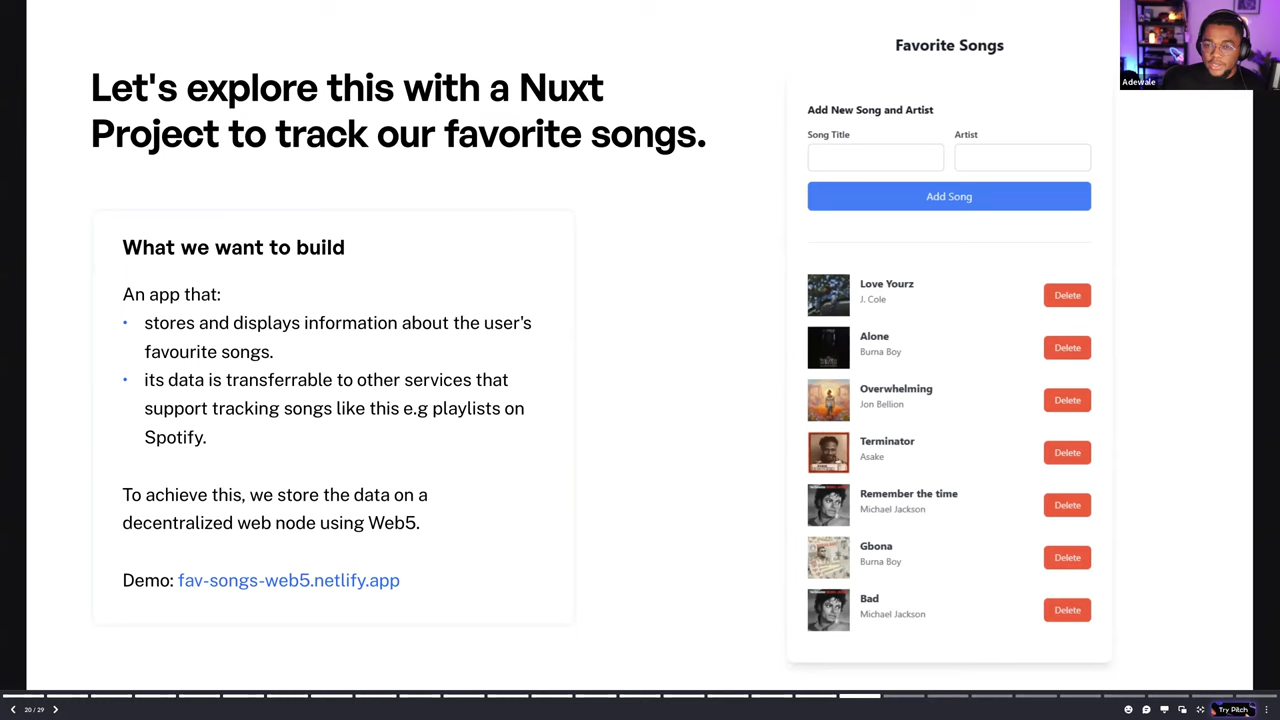 Let's explore this with a Nuxt
Project to track our favorite songs.
What we want to build
An app that:
• stores and displays information about the user's
favourite songs.
• its data is transferrable to other services that
support tracking songs like this e.g playlists on
Spotify.
To achieve this, we store the data on a
decentralized web node using Web5.
Demo: fav-songs-web5.netlify.app
Favorite Songs
Add New Song and Artist
Song Title Artist
Add Song
Love Yourz
J. Cole
Delete
Alone
Burna Boy
Delete
Overwhelming
Jon Bellion
Delete
Terminator
Asake
Delete
Remember the time
Michael Jackson
Delete
Gbona
Burna Boy
Delete
Bad
Michael Jackson
Delete
Adewale
20 / 29
Try Pitch